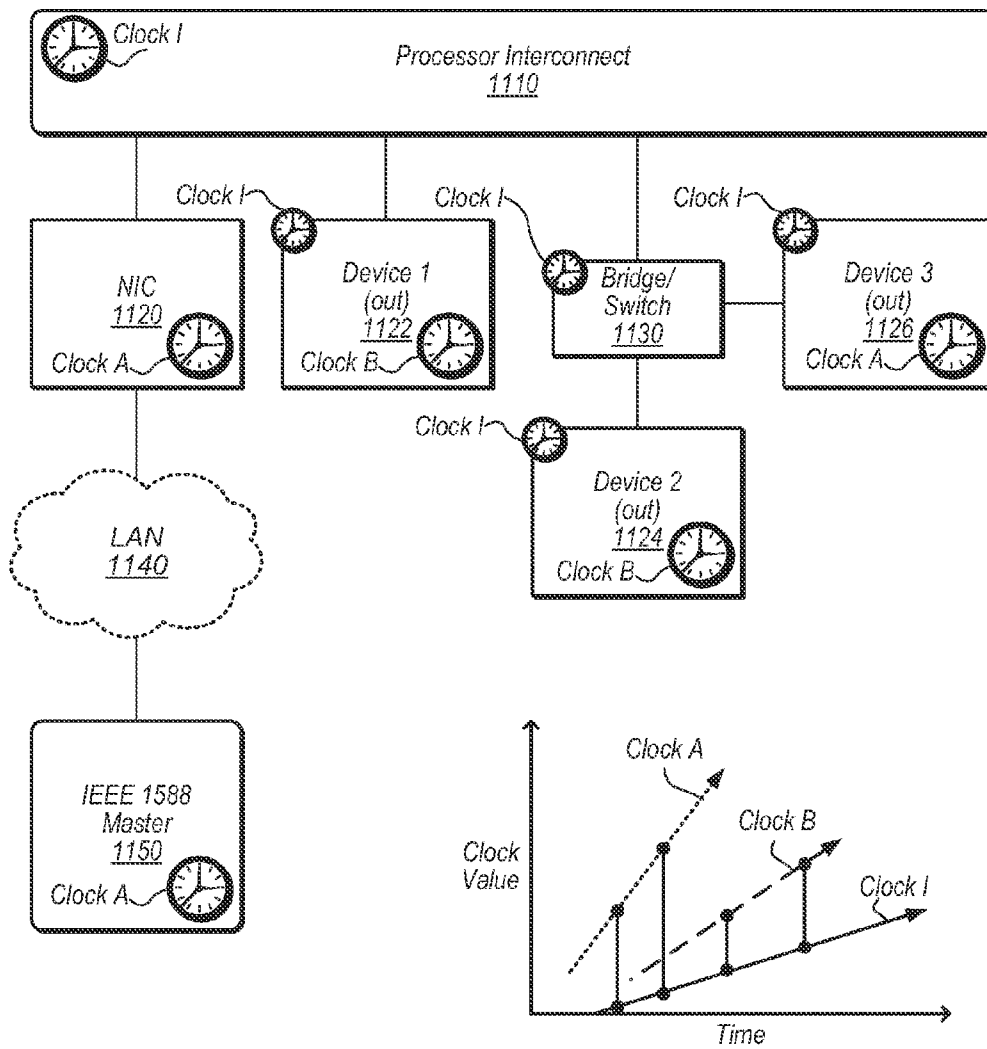 Clock I
Processor Interconnect
1110
Clock I
Clock I
Clock I
NIC
1120
Clock A
Device 1
(out)
1122
Clock B
Bridge/
Switch
1130
Device 3
(out)
1126
Clock A
Clock I
Device 2
(out)
1124
Clock B
LAN
1140
IEEE 1588
Master
1150
Clock A
Clock A
Clock B
Clock I
Clock
Value
Time